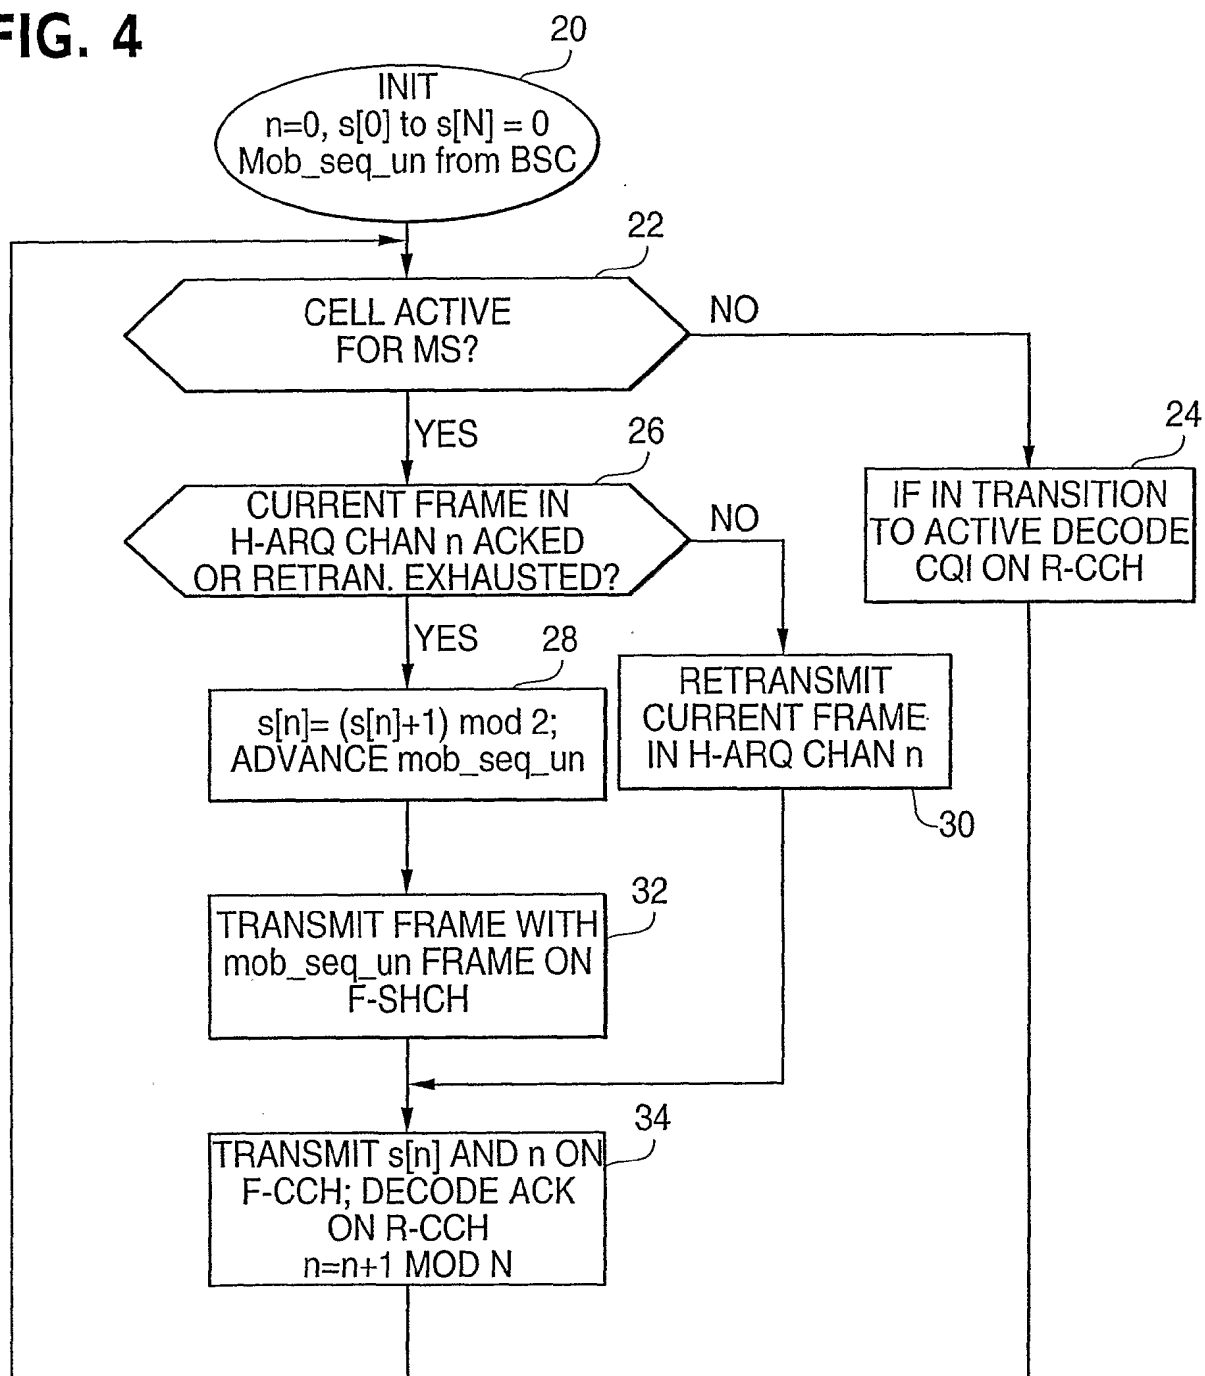 FIG. 4
20
INIT
n=0, s[0] to s[N] = 0
Mob_seq_un from BSC
22
CELL ACTIVE
FOR MS?
NO
YES
24
IF IN TRANSITION
TO ACTIVE DECODE
CQI ON R-CCH
26
CURRENT FRAME IN
H-ARQ CHAN n ACKED
OR RETRAN. EXHAUSTED?
NO
YES
28
s[n]= (s[n]+1) mod 2;
ADVANCE mob_seq_un
RETRANSMIT
CURRENT FRAME
IN H-ARQ CHAN n
30
32
TRANSMIT FRAME WITH
mob_seq_un FRAME ON
F-SHCH
34
TRANSMIT s[n] AND n ON
F-CCH; DECODE ACK
ON R-CCH
n=n+1 MOD N